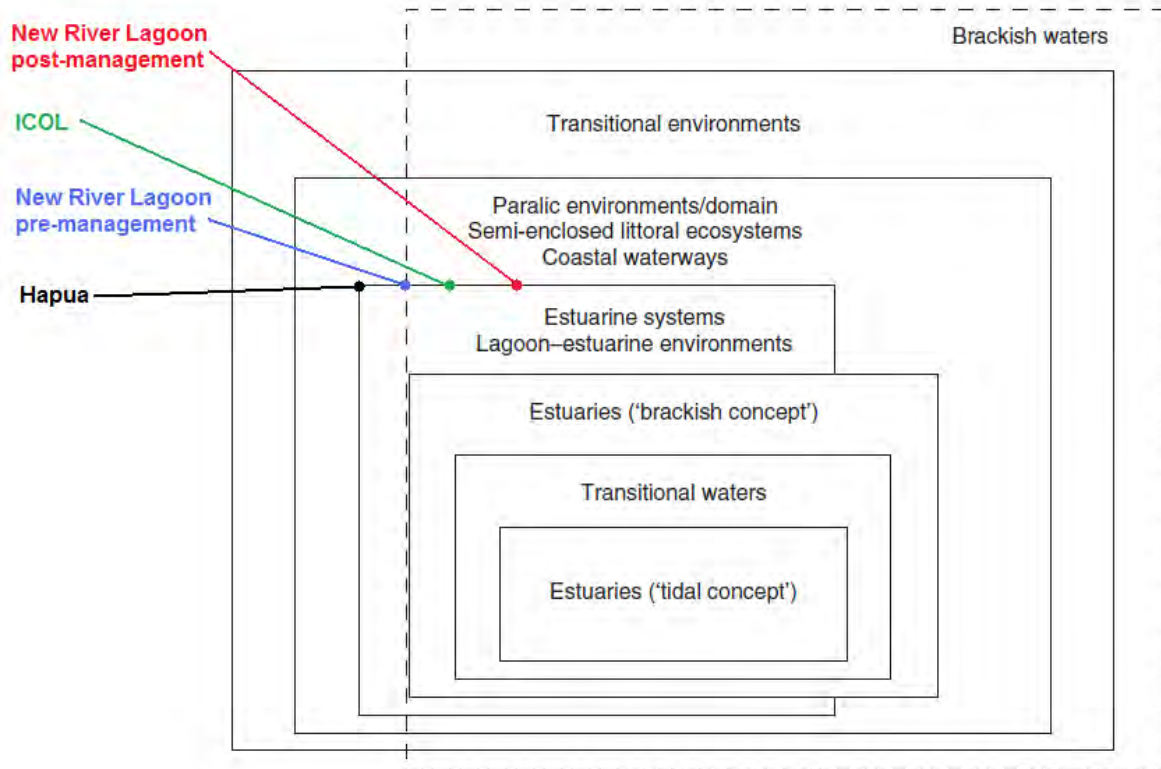 New River Lagoon
post-management
Brackish waters
ICOL
Transitional environments
New River Lagoon
pre-management
Paralic environments/domain
Semi-enclosed littoral ecosystems
Coastal waterways
Hapua
Estuarine systems
Lagoon–estuarine environments
Estuaries (‘brackish concept’)
Transitional waters
Estuaries (‘tidal concept’)